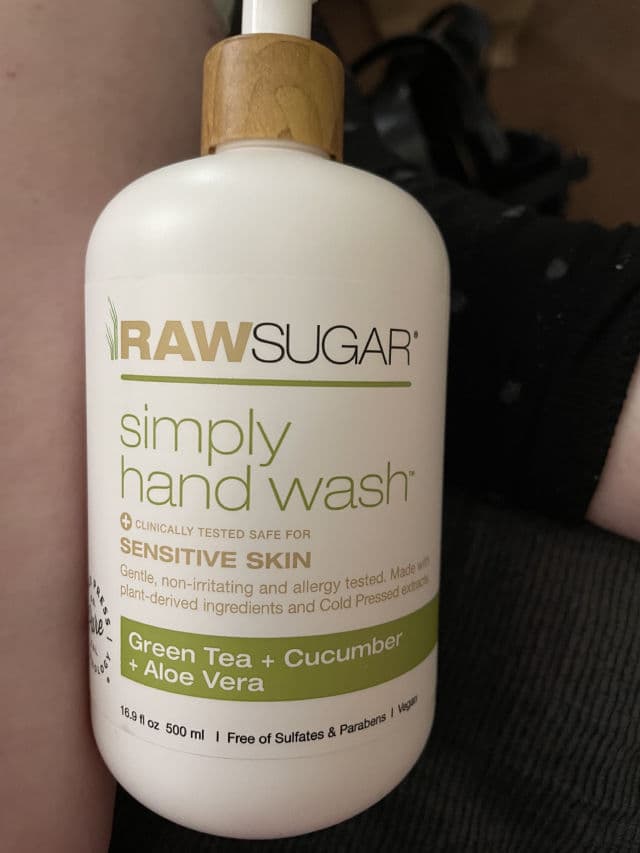 RAWSUGAR®
simply
hand wash™
CLINICALLY TESTED SAFE FOR
SENSITIVE SKIN
Gentle, non-irritating and allergy tested. Made with
plant-derived ingredients and Cold Pressed extracts.
Green Tea + Cucumber
+ Aloe Vera
16.9 fl oz 500 ml | Free of Sulfates & Parabens | Vegan